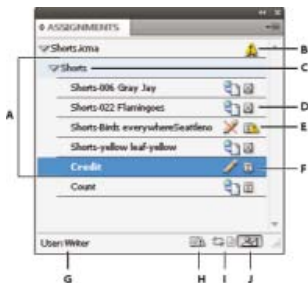 ASSIGNMENTS
Shorts.icma
B
Shorts
C
A
Shorts-006 Gray Jay
Shorts-022 Flamingoes
D
Shorts-Birds everywhereSeattleno
E
Shorts-yellow leaf-yellow
Credit
F
Count
User: Writer
G
H
I
J